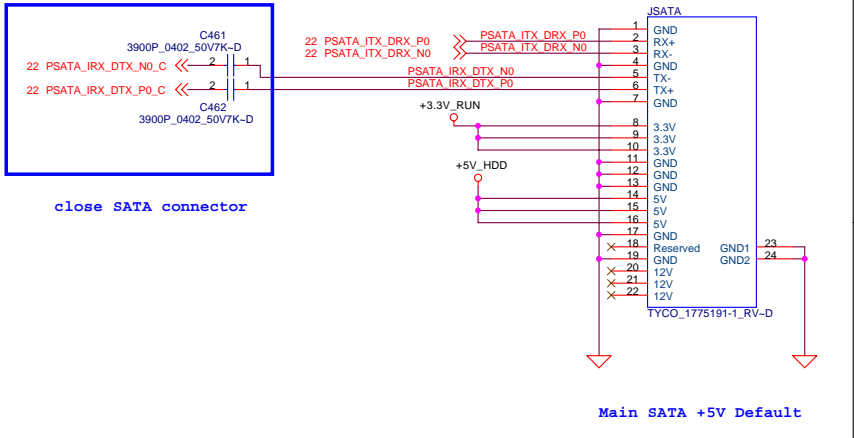 JSATA
C461
3900P_0402_50V7K~D
22 PSATA_IRX_DTX_N0_C
2
1
22 PSATA_IRX_DTX_P0_C
2
1
C462
3900P_0402_50V7K~D
close SATA connector
22 PSATA_ITX_DRX_P0
PSATA_ITX_DRX_P0
22 PSATA_ITX_DRX_N0
PSATA_ITX_DRX_N0
PSATA_IRX_DTX_N0
PSATA_IRX_DTX_P0
+3.3V_RUN
+5V_HDD
1 GND
2 RX+
3 RX-
4 GND
5 TX-
6 TX+
7 GND
8 3.3V
9 3.3V
10 3.3V
11 GND
12 GND
13 GND
14 5V
15 5V
16 5V
17 GND
18 Reserved
19 GND
20 12V
21 12V
22 12V
GND1 23
GND2 24
TYCO_1775191-1_RV~D
Main SATA +5V Default